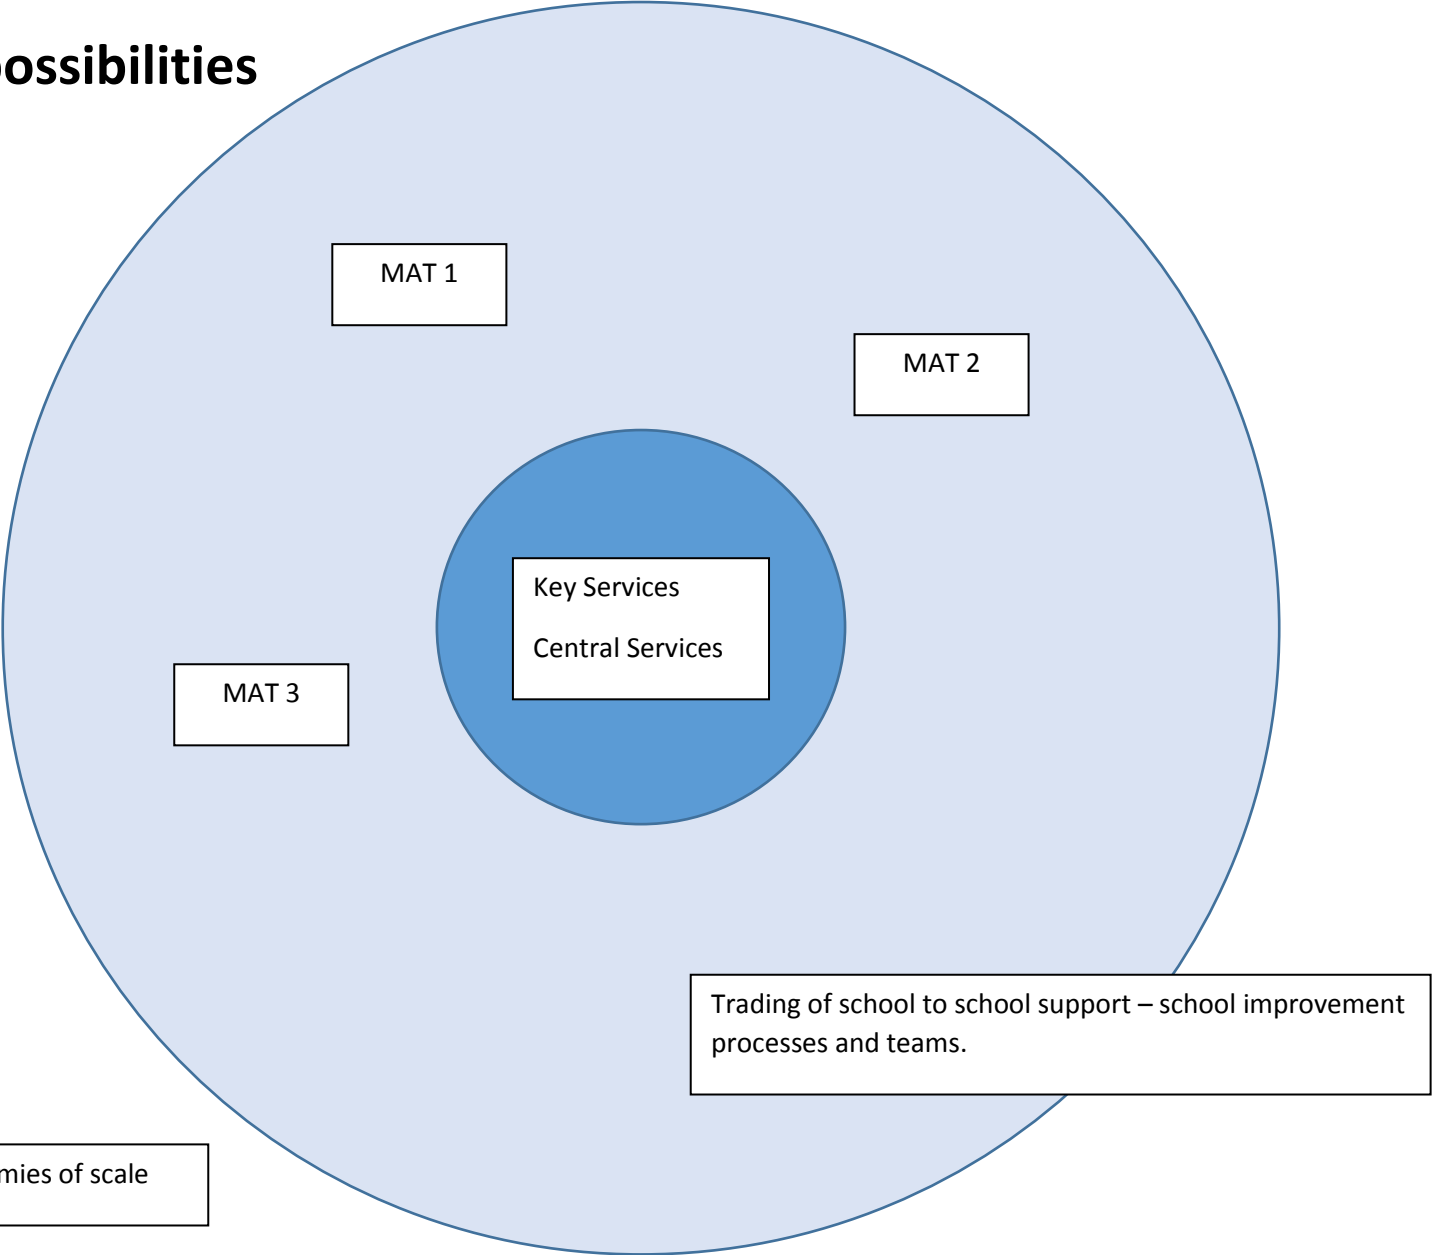 ossibilities
MAT 1
MAT 2
Key Services
Central Services
MAT 3
Trading of school to school support – school improvement
processes and teams.
mies of scale